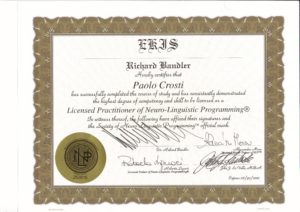 EKIS
Richard Bandler
Hereby certifies that
Paolo Crosti
has successfully completed the course of study and has consistently demonstrated
the highest degree of competency and skill to be licensed as a
Licensed Practitioner of Neuro-Linguistic Programming®
In witness thereof, the following have affixed their signatures and
the Society of Neuro-Linguistic Programming™ official mark.
Dr. Richard Bandler